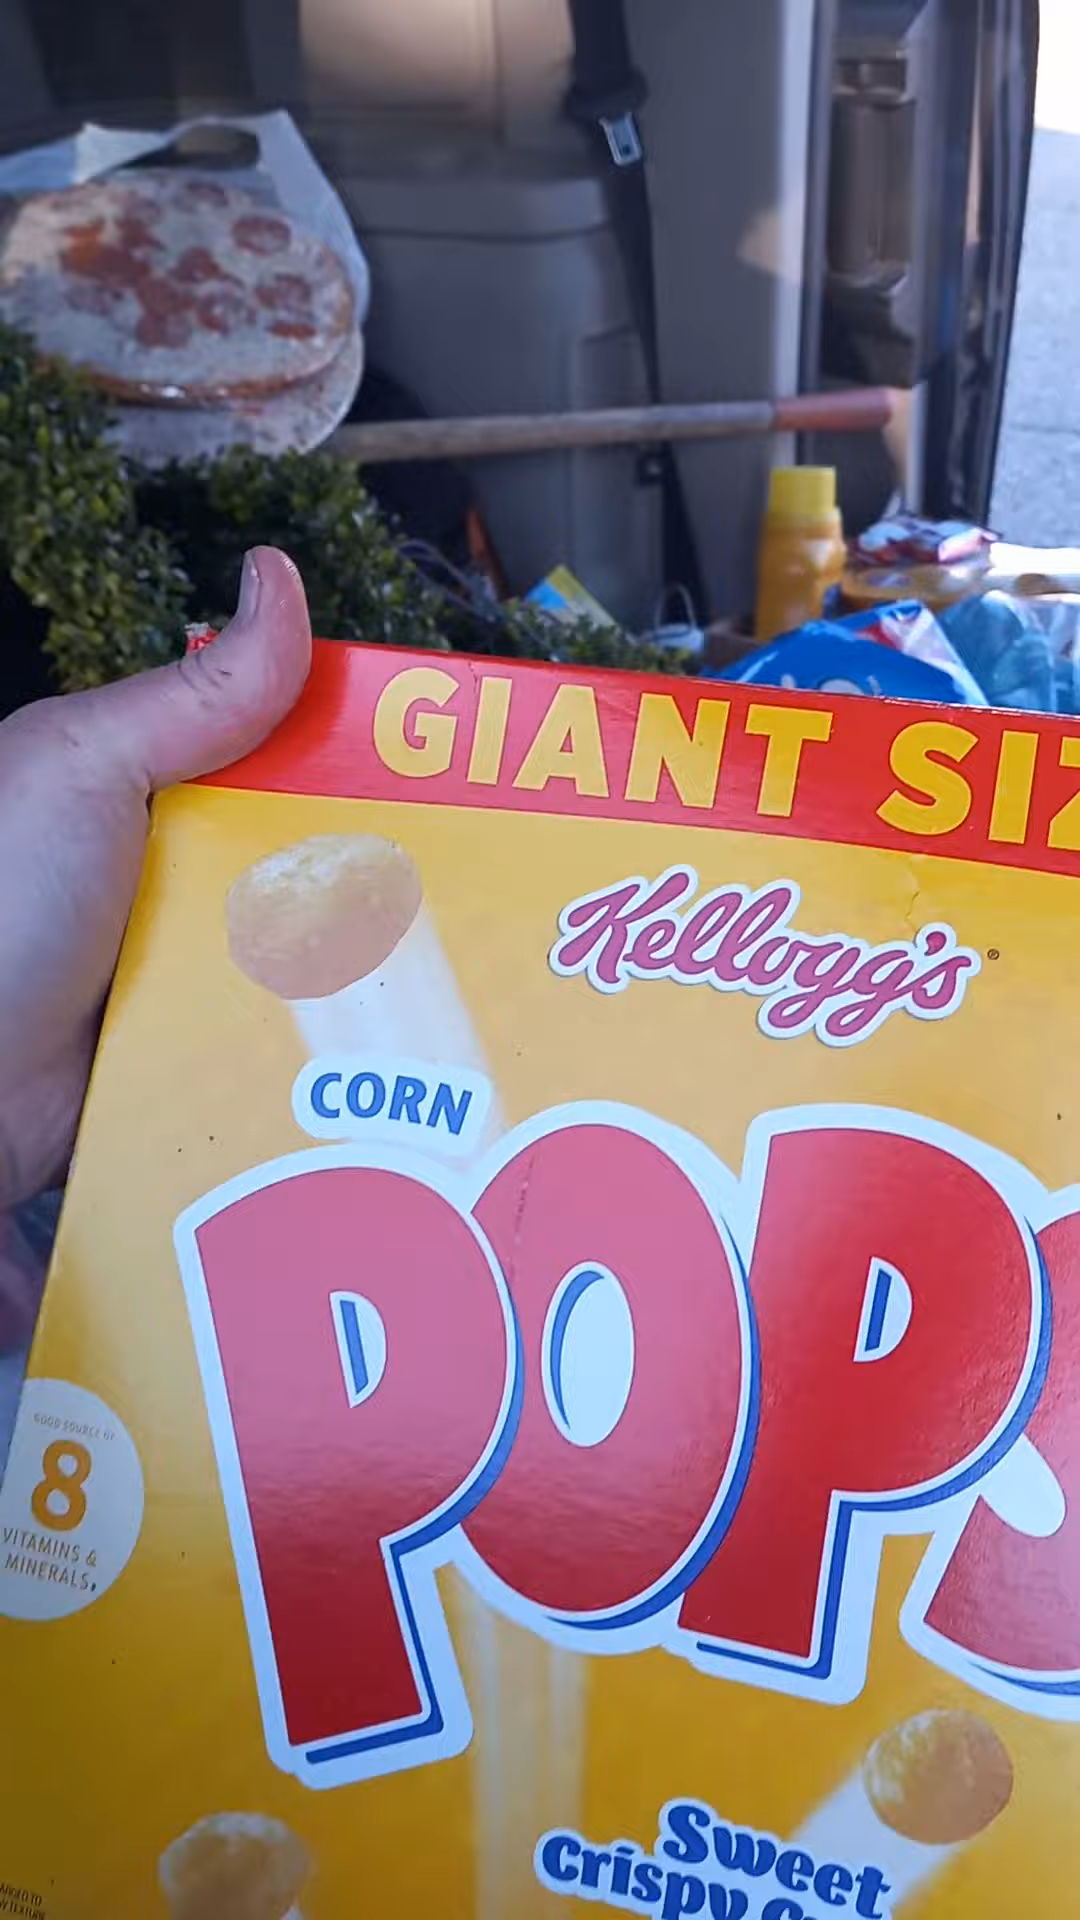 GIANT SIZ
Kellogg's®
CORN
POPS
GOOD SOURCE OF
8
VITAMINS &
MINERALS,
Sweet
Crispy